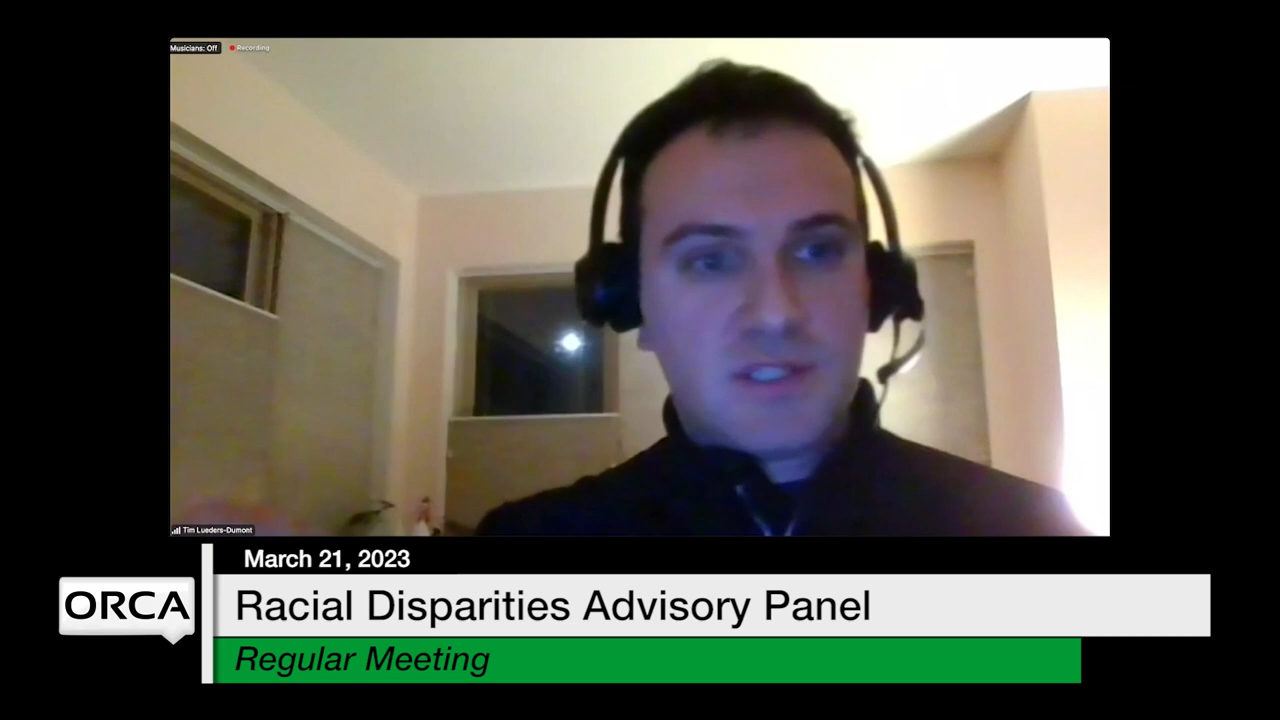 Musicians: Off
Recording
Tim Lueders-Dumont
March 21, 2023
ORCA
Racial Disparities Advisory Panel
Regular Meeting